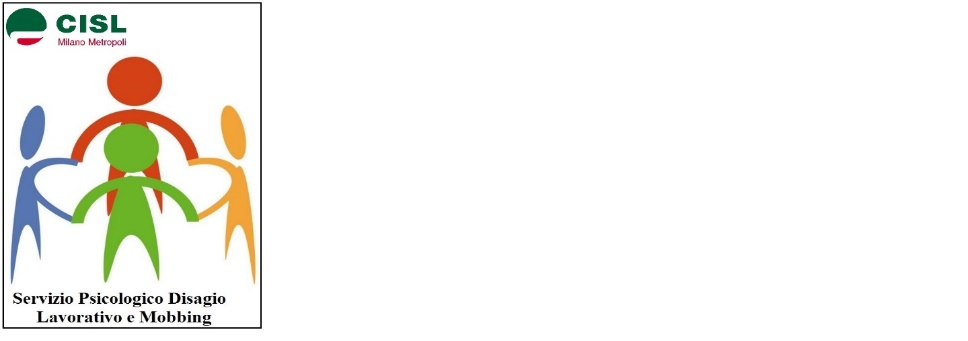 CISL
Milano Metropoli
Servizio Psicologico Disagio
Lavorativo e Mobbing